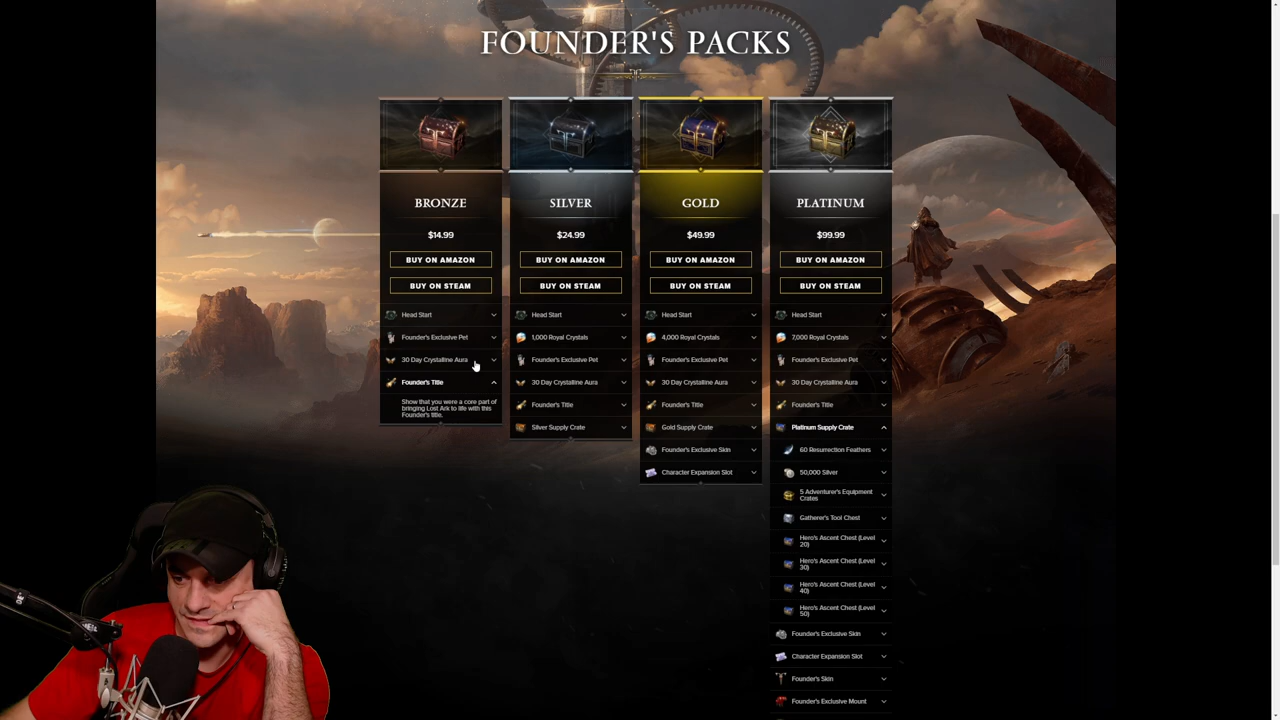 FOUNDER'S PACKS
BRONZE
$14.99
BUY ON AMAZON
BUY ON STEAM
Head Start
Founder's Exclusive Pet
30 Day Crystalline Aura
Founder's Title
Show that you were a core part of
bringing Lost Ark to life with this
Founder's title.
SILVER
$24.99
BUY ON AMAZON
BUY ON STEAM
Head Start
1,000 Royal Crystals
Founder's Exclusive Pet
30 Day Crystalline Aura
Founder's Title
Silver Supply Crate
GOLD
$49.99
BUY ON AMAZON
BUY ON STEAM
Head Start
4,000 Royal Crystals
Founder's Exclusive Pet
30 Day Crystalline Aura
Founder's Title
Gold Supply Crate
Founder's Exclusive Skin
Character Expansion Slot
PLATINUM
$99.99
BUY ON AMAZON
BUY ON STEAM
Head Start
7,000 Royal Crystals
Founder's Exclusive Pet
30 Day Crystalline Aura
Founder's Title
Platinum Supply Crate
60 Resurrection Feathers
50,000 Silver
5 Adventurer's Equipment
Crates
Gatherer's Tool Chest
Hero's Ascent Chest (Level
20)
Hero's Ascent Chest (Level
30)
Hero's Ascent Chest (Level
40)
Hero's Ascent Chest (Level
50)
Founder's Exclusive Skin
Character Expansion Slot
Founder's Skin
Founder's Exclusive Mount